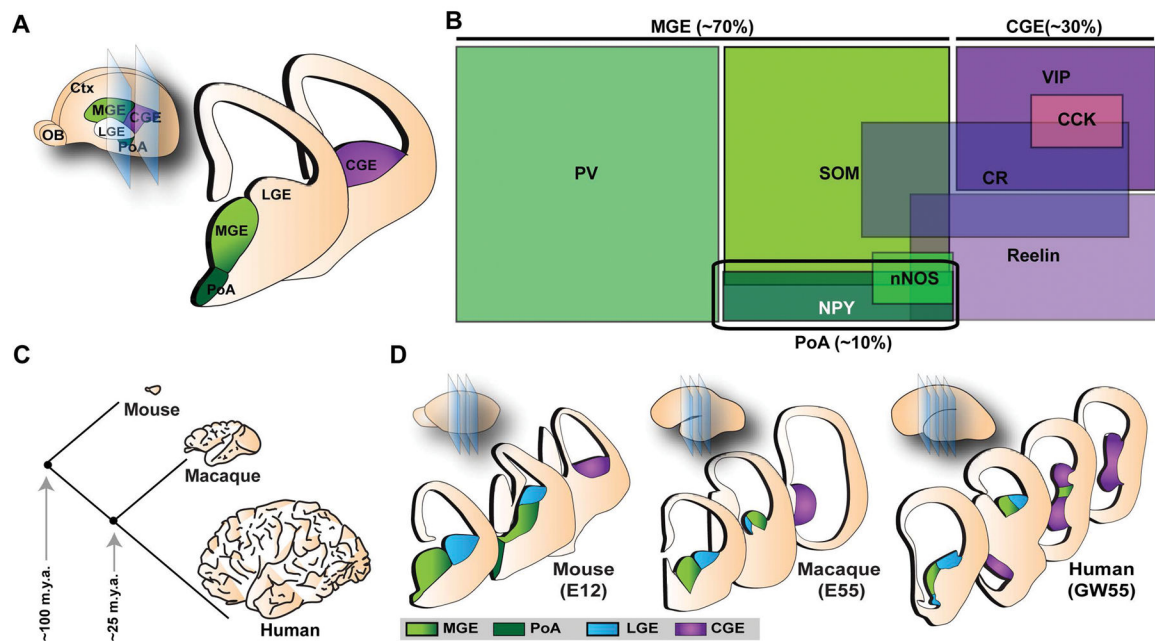 A
Ctx
MGE
CGE
LGE
OB
PoA
CGE
LGE
MGE
PoA
B
MGE (~70%)
CGE(~30%)
VIP
CCK
PV
SOM
CR
Reelin
nNOS
NPY
PoA (~10%)
C
Mouse
Macaque
Human
~100 m.y.a.
~25 m.y.a.
D
Mouse
(E12)
Macaque
(E55)
Human
(GW55)
MGE PoA LGE CGE